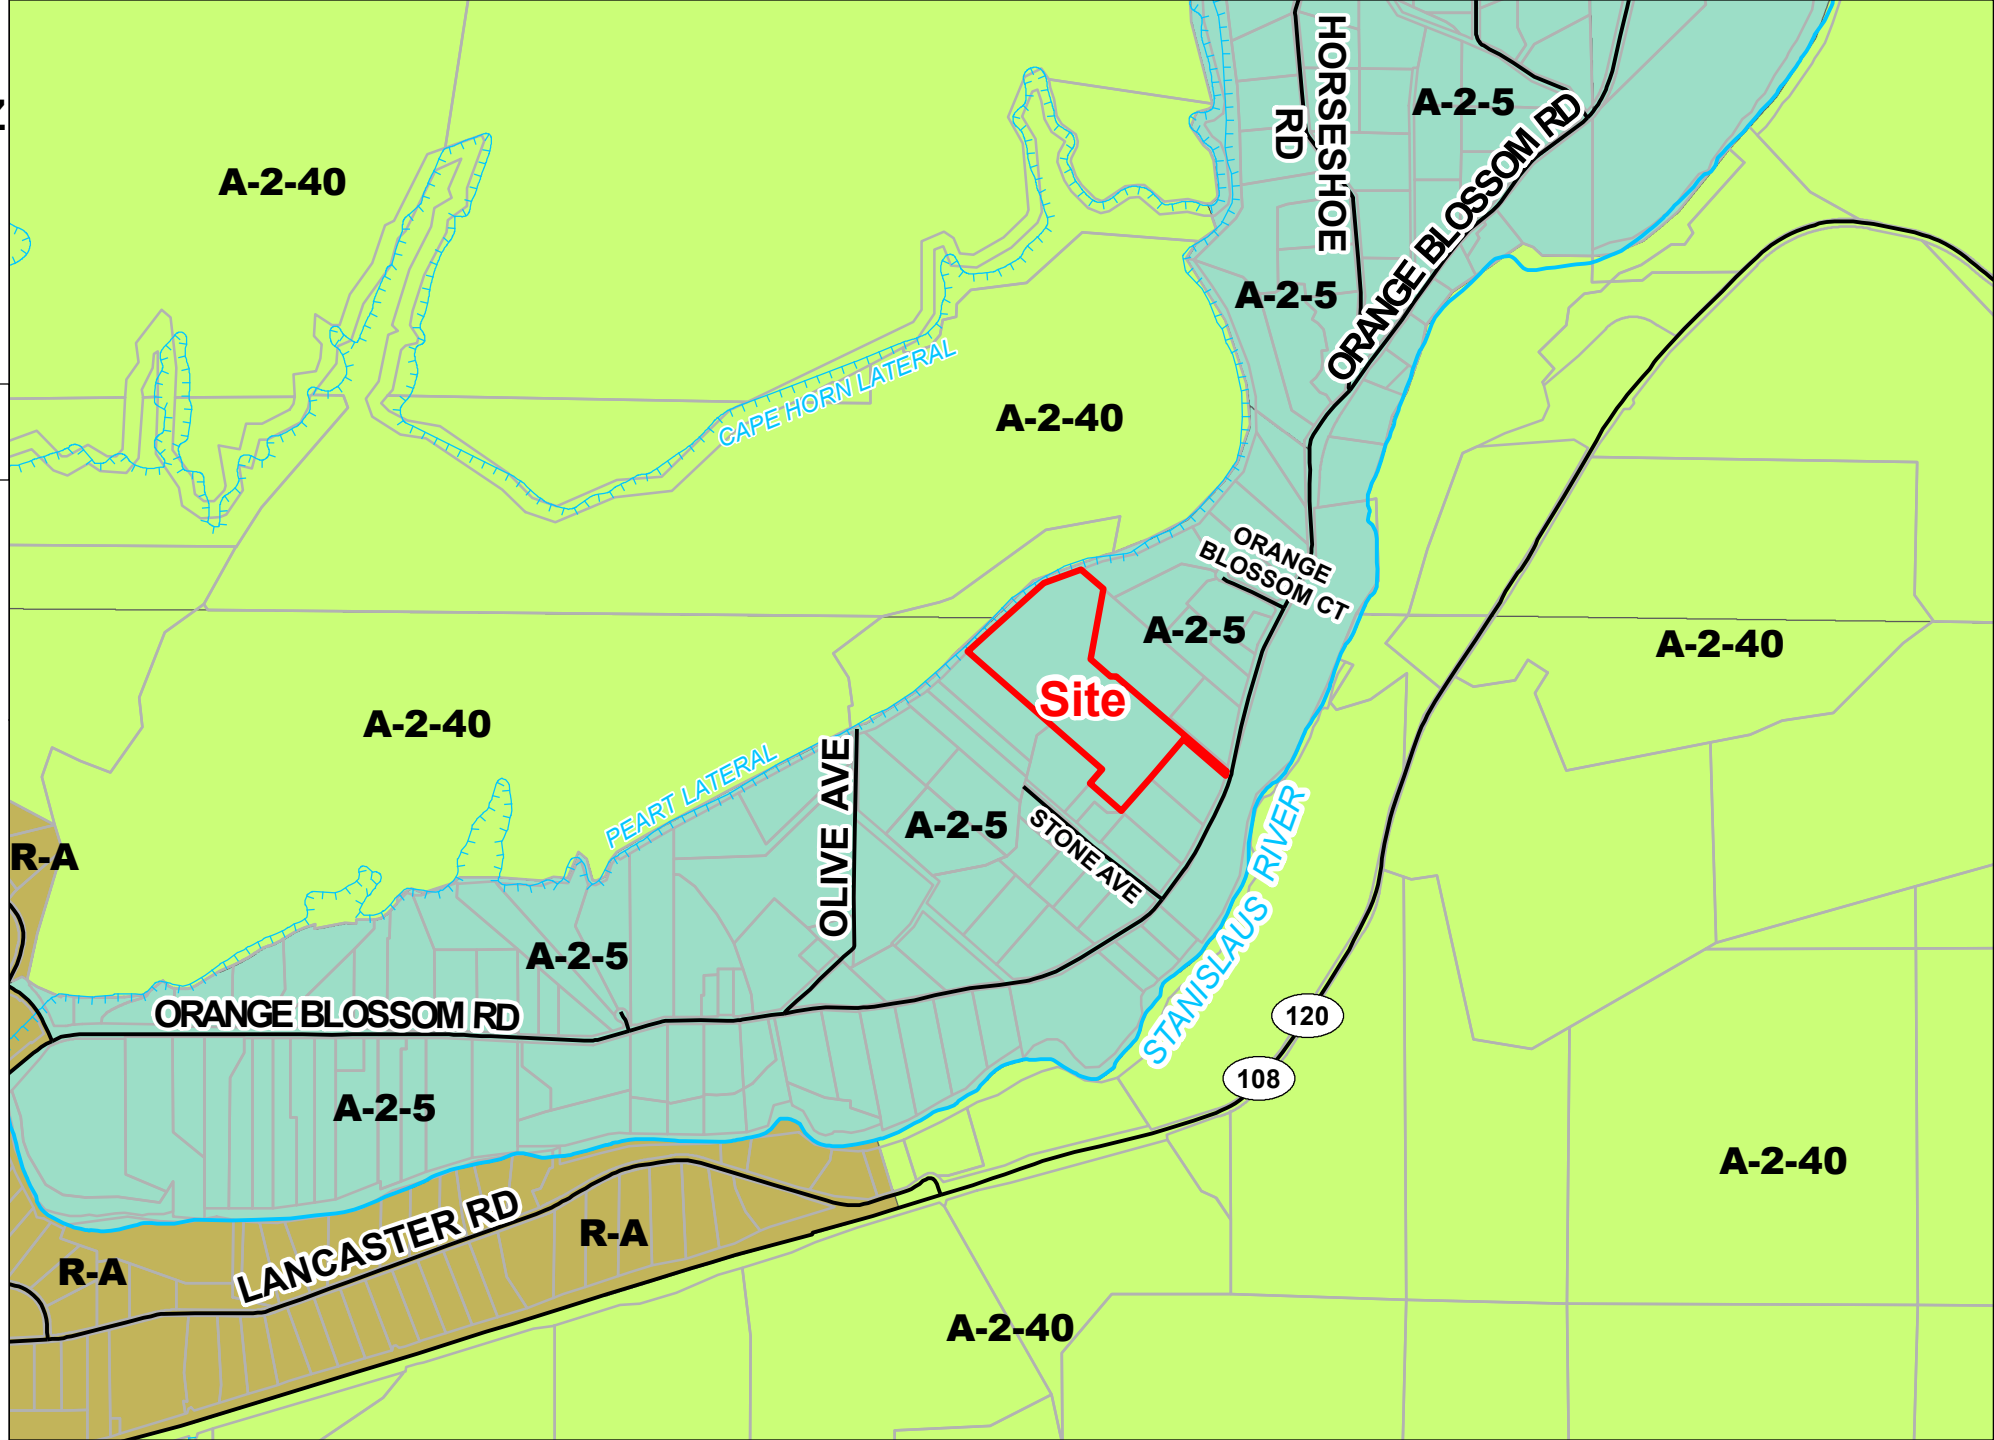 HORSESHOE
RD
A-2-5
ORANGE BLOSSOM RD
A-2-40
A-2-5
CAPE HORN LATERAL
A-2-40
ORANGE
BLOSSOM CT
A-2-5
A-2-40
Site
A-2-40
OLIVE AVE
PEART LATERAL
A-2-5
STONE AVE
STANISLAUS RIVER
R-A
A-2-5
ORANGE BLOSSOM RD
120
108
A-2-5
A-2-40
LANCASTER RD
R-A
R-A
A-2-40